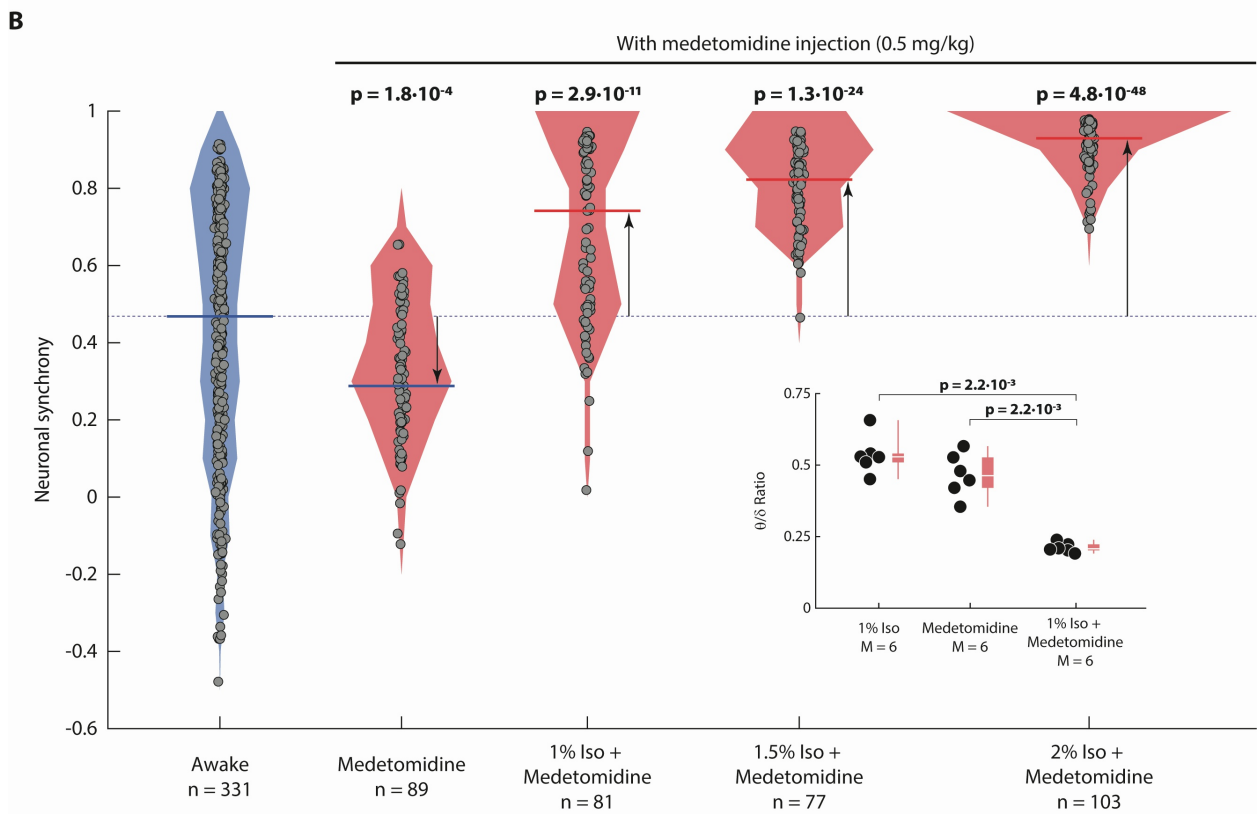 B
With medetomidine injection (0.5 mg/kg)
p = 1.8·10⁻⁴
p = 2.9·10⁻¹¹
p = 1.3·10⁻²⁴
p = 4.8·10⁻⁴⁸
Neuronal synchrony
1
0.8
0.6
0.4
0.2
0
-0.2
-0.4
-0.6
Awake
n = 331
Medetomidine
n = 89
1% Iso +
Medetomidine
n = 81
1.5% Iso +
Medetomidine
n = 77
2% Iso +
Medetomidine
n = 103
p = 2.2·10⁻³
p = 2.2·10⁻³
θ/δ Ratio
0.75
0.5
0.25
0
1% Iso
M = 6
Medetomidine
M = 6
1% Iso +
Medetomidine
M = 6